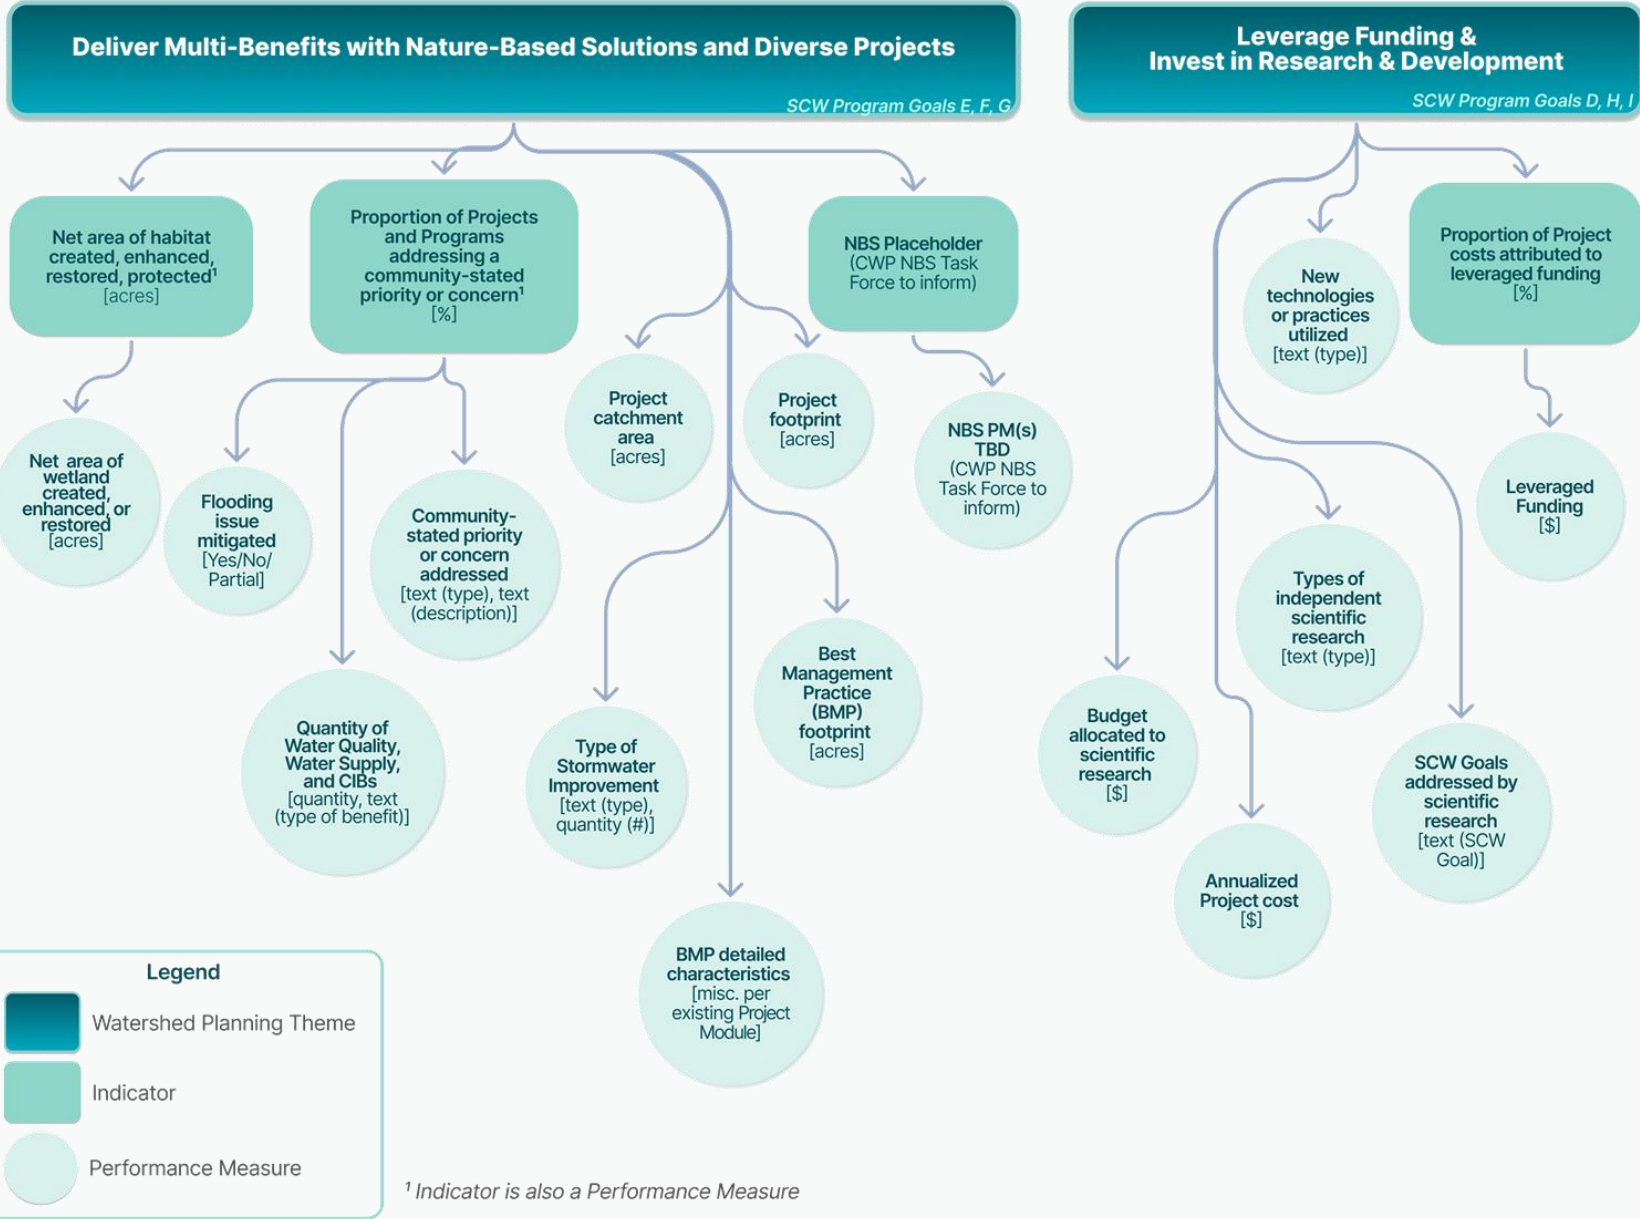 Deliver Multi-Benefits with Nature-Based Solutions and Diverse Projects
SCW Program Goals E, F, G
Leverage Funding &
Invest in Research & Development
SCW Program Goals D, H, I
Net area of habitat
created, enhanced,
restored, protected¹
[acres]
Proportion of Projects
and Programs
addressing a
community-stated
priority or concern¹
[%]
NBS Placeholder
(CWP NBS Task
Force to inform)
New
technologies
or practices
utilized
[text (type)]
Proportion of Project
costs attributed to
leveraged funding
[%]
Net area of
wetland
created,
enhanced, or
restored
[acres]
Flooding
issue
mitigated
[Yes/No/
Partial]
Community-
stated priority
or concern
addressed
[text (type), text
(description)]
Project
catchment
area
[acres]
Project
footprint
[acres]
NBS PM(s)
TBD
(CWP NBS
Task Force to
inform)
Leveraged
Funding
[$]
Types of
independent
scientific
research
[text (type)]
Quantity of
Water Quality,
Water Supply,
and CIBs
[quantity, text
(type of benefit)]
Type of
Stormwater
Improvement
[text (type),
quantity (#)]
Best
Management
Practice
(BMP)
footprint
[acres]
Budget
allocated to
scientific
research
[$]
SCW Goals
addressed by
scientific
research
[text (SCW
Goal)]
Annualized
Project cost
[$]
BMP detailed
characteristics
[misc. per
existing Project
Module]
Legend
Watershed Planning Theme
Indicator
Performance Measure
¹ Indicator is also a Performance Measure